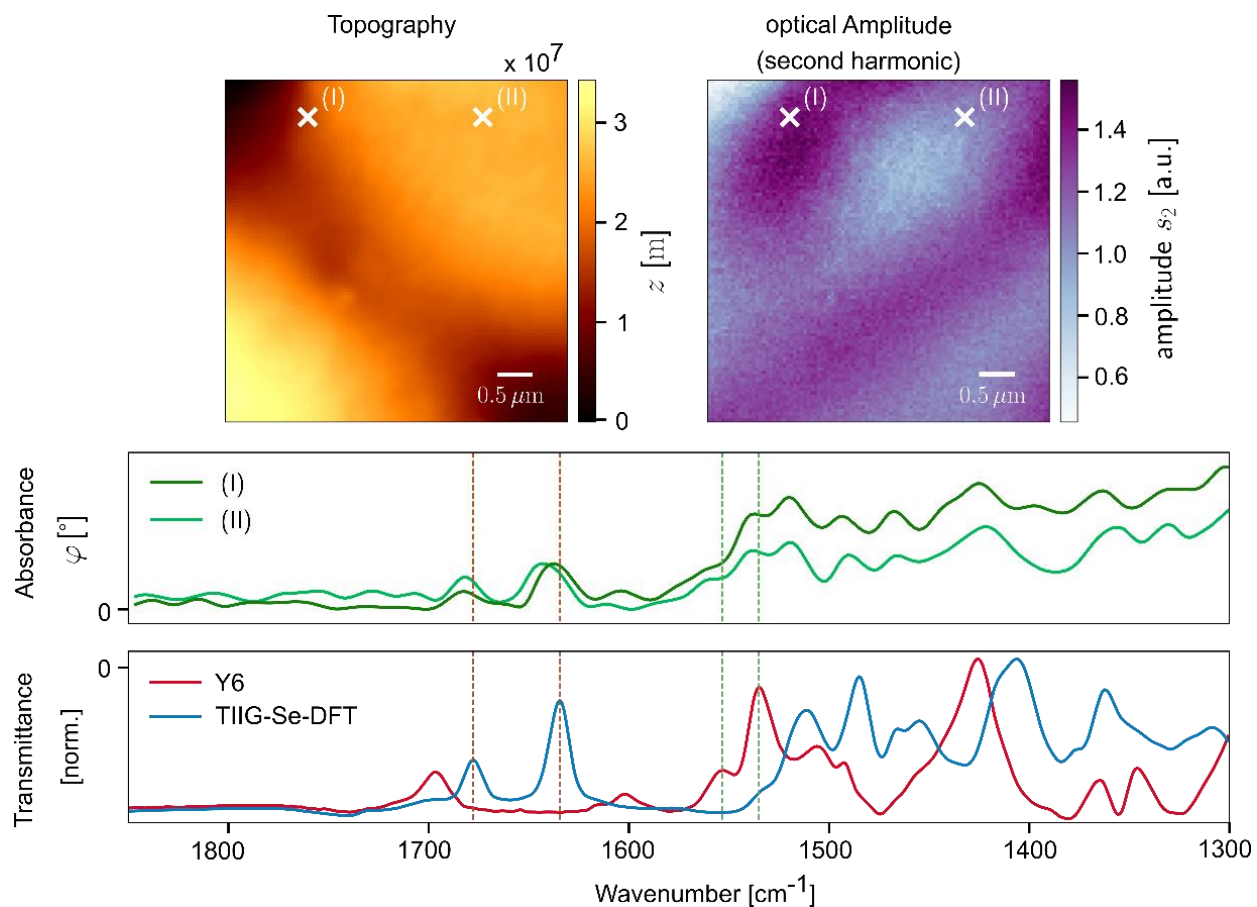 Topography
optical Amplitude
(second harmonic)
x 10⁷
(I)
(II)
(I)
(II)
3
2
1
0
z [m]
1.4
1.2
1.0
0.8
0.6
amplitude s₂ [a.u.]
0.5 μm
0.5 μm
Absorbance
φ [°]
0
(I)
(II)
Transmittance
[norm.]
0
Y6
TIIG-Se-DFT
1800
1700
1600
1500
1400
1300
Wavenumber [cm⁻¹]